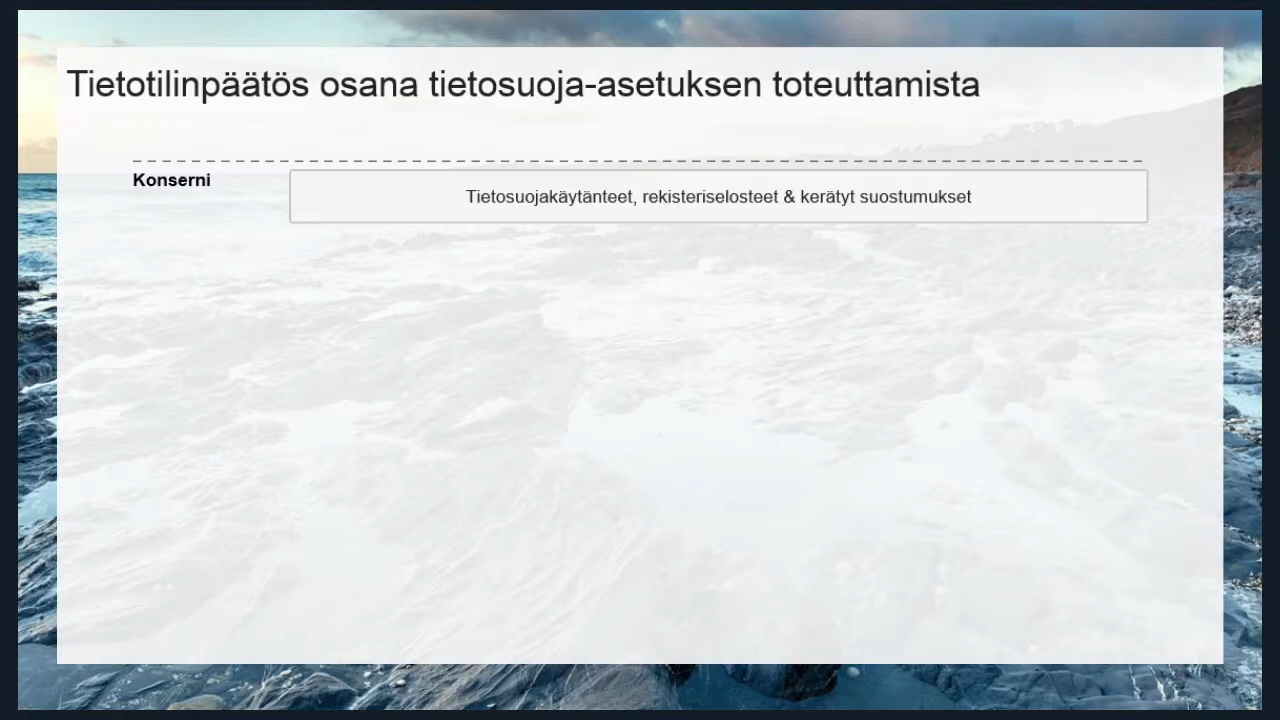 Tietotilinpäätös osana tietosuoja-asetuksen toteuttamista
Konserni
Tietosuojakäytänteet, rekisteriselosteet & kerätyt suostumukset